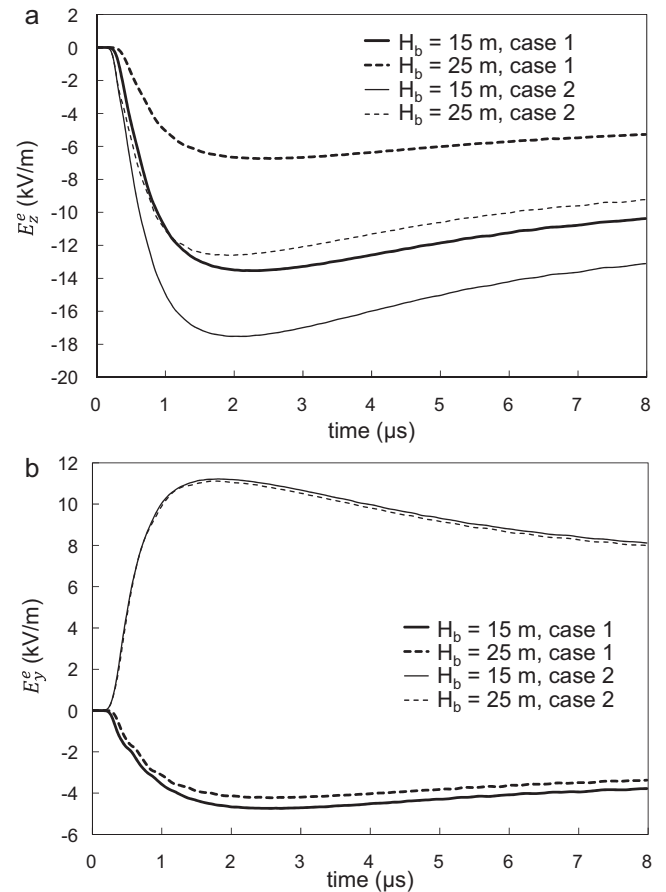 a
2
0
-2
-4
-6
-8
-10
-12
-14
-16
-18
-20
E_z^e (kV/m)
H_b = 15 m, case 1
H_b = 25 m, case 1
H_b = 15 m, case 2
H_b = 25 m, case 2
0 1 2 3 4 5 6 7 8
time (µs)
b
12
10
8
6
4
2
0
-2
-4
-6
E_y^e (kV/m)
H_b = 15 m, case 1
H_b = 25 m, case 1
H_b = 15 m, case 2
H_b = 25 m, case 2
0 1 2 3 4 5 6 7 8
time (µs)